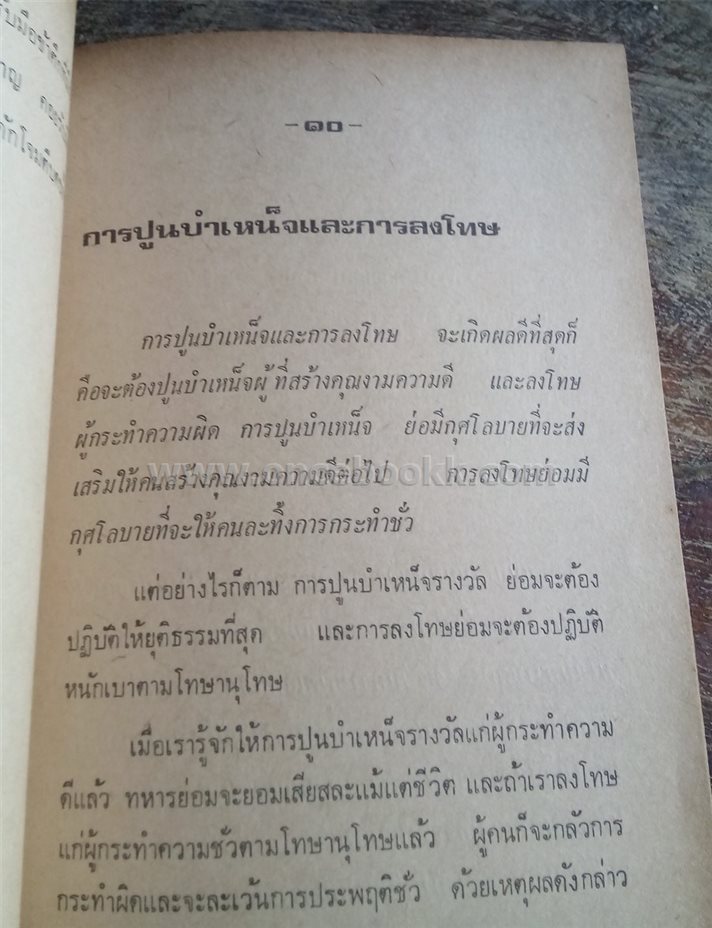 -๑๐-
การปูนบำเหน็จและการลงโทษ
การปูนบำเหน็จและการลงโทษ จะเกิดผลดีที่สุดก็
คือจะต้องปูนบำเหน็จผู้ที่สร้างคุณงามความดี และลงโทษ
ผู้กระทำความผิด การปูนบำเหน็จ ย่อมีกุศโลบายที่จะส่ง
เสริมให้คนสร้างคุณงามความดีต่อไป การลงโทษย่อมมี
กุศโลบายที่จะให้คนละทิ้งการกระทำชั่ว
แต่อย่างไรก็ตาม การปูนบำเหน็จรางวัล ย่อมจะต้อง
ปฏิบัติให้ยุติธรรมที่สุด และการลงโทษย่อมจะต้องปฏิบัติ
หนักเบาตามโทษานุโทษ
เมื่อเรารู้จักให้การปูนบำเหน็จรางวัลแก่ผู้กระทำความ
ดีแล้ว ทหารย่อมจะยอมเสียสละแม้แต่ชีวิต และถ้าเราลงโทษ
แก่ผู้กระทำความชั่วตามโทษานุโทษแล้ว ผู้คนก็จะกลัวการ
กระทำผิดและจะละเว้นการประพฤติชั่ว ด้วยเหตุผลดังกล่าว